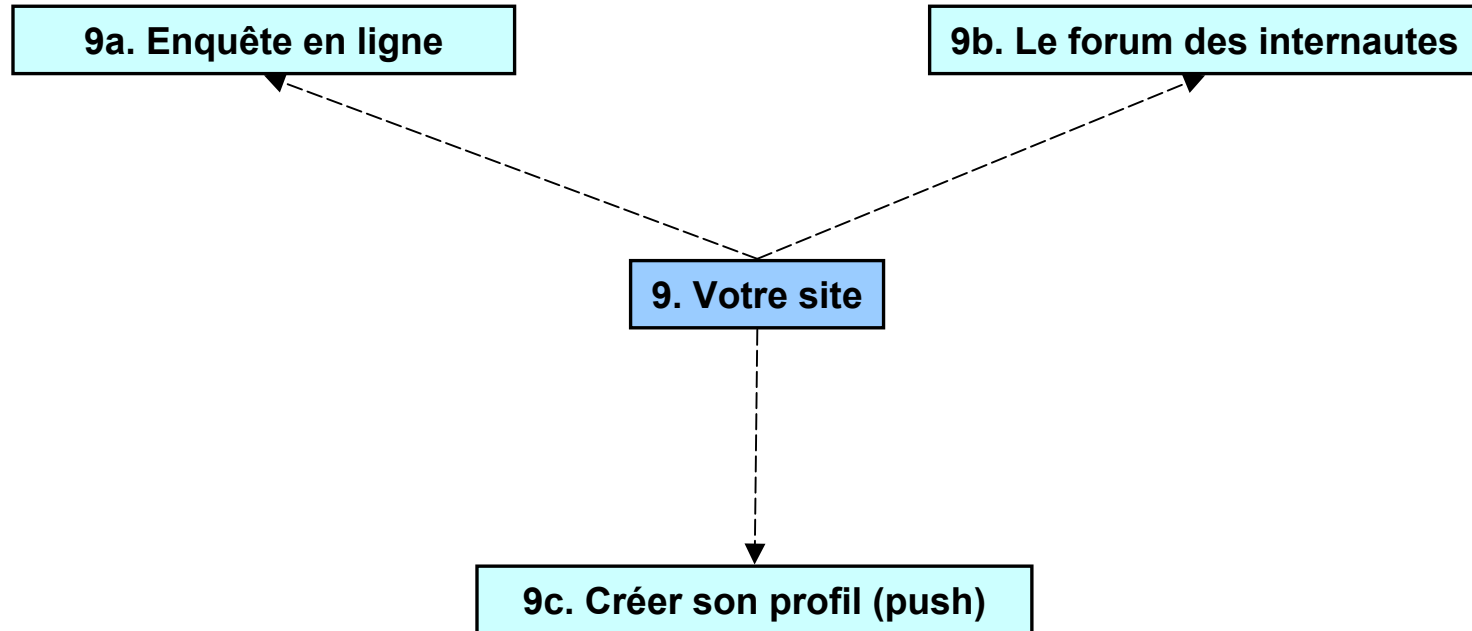 9a. Enquête en ligne
9b. Le forum des internautes
9. Votre site
9c. Créer son profil (push)